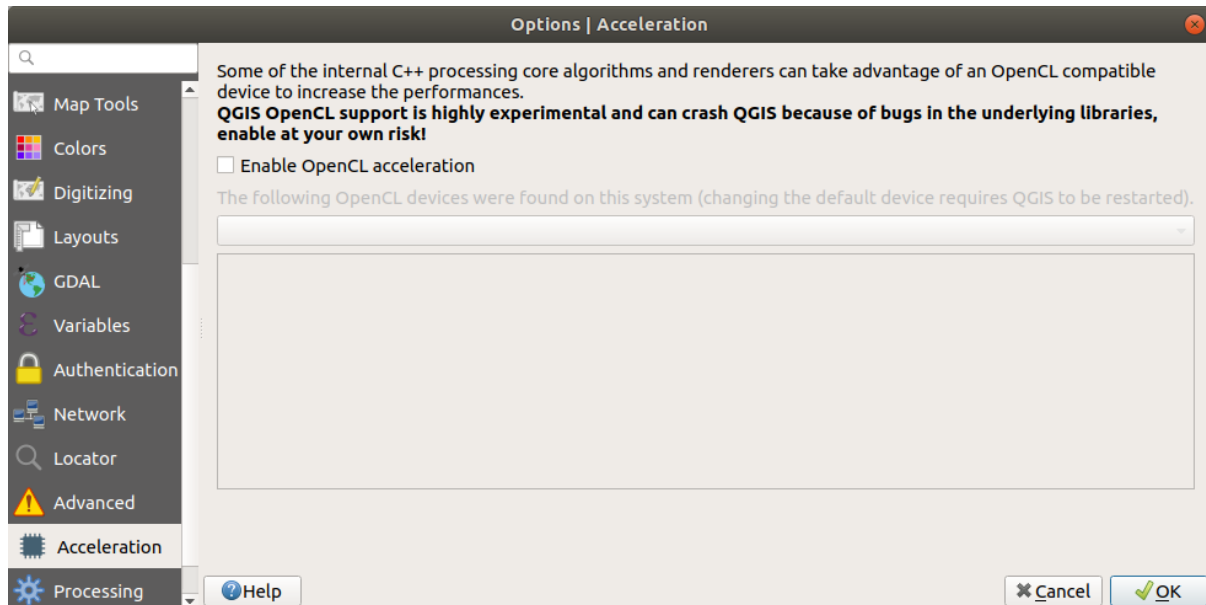 Options | Acceleration
Map Tools
Colors
Digitizing
Layouts
GDAL
Variables
Authentication
Network
Locator
Advanced
Acceleration
Processing
Some of the internal C++ processing core algorithms and renderers can take advantage of an OpenCL compatible
device to increase the performances.
QGIS OpenCL support is highly experimental and can crash QGIS because of bugs in the underlying libraries,
enable at your own risk!
Enable OpenCL acceleration
The following OpenCL devices were found on this system (changing the default device requires QGIS to be restarted).
Help
Cancel
OK